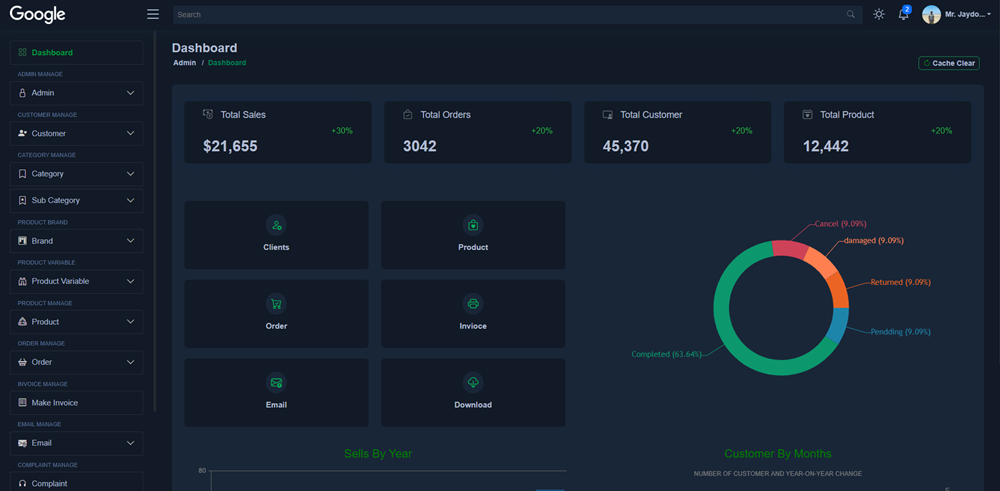 Google
Search
2
Mr. Jaydo...
Dashboard
ADMIN MANAGE
Admin
CUSTOMER MANAGE
Customer
CATEGORY MANAGE
Category
Sub Category
PRODUCT BRAND
Brand
PRODUCT VARIABLE
Product Variable
PRODUCT MANAGE
Product
ORDER MANAGE
Order
INVOICE MANAGE
Make Invoice
EMAIL MANAGE
Email
COMPLAINT MANAGE
Complaint
Dashboard
Admin / Dashboard
Cache Clear
Total Sales
+30%
$21,655
Total Orders
+20%
3042
Total Customer
+20%
45,370
Total Product
+20%
12,442
Clients
Product
Order
Invioce
Email
Download
Cancel (9.09%)
damaged (9.09%)
Returned (9.09%)
Pendding (9.09%)
Completed (63.64%)
Sells By Year
80
Customer By Months
NUMBER OF CUSTOMER AND YEAR-ON-YEAR CHANGE